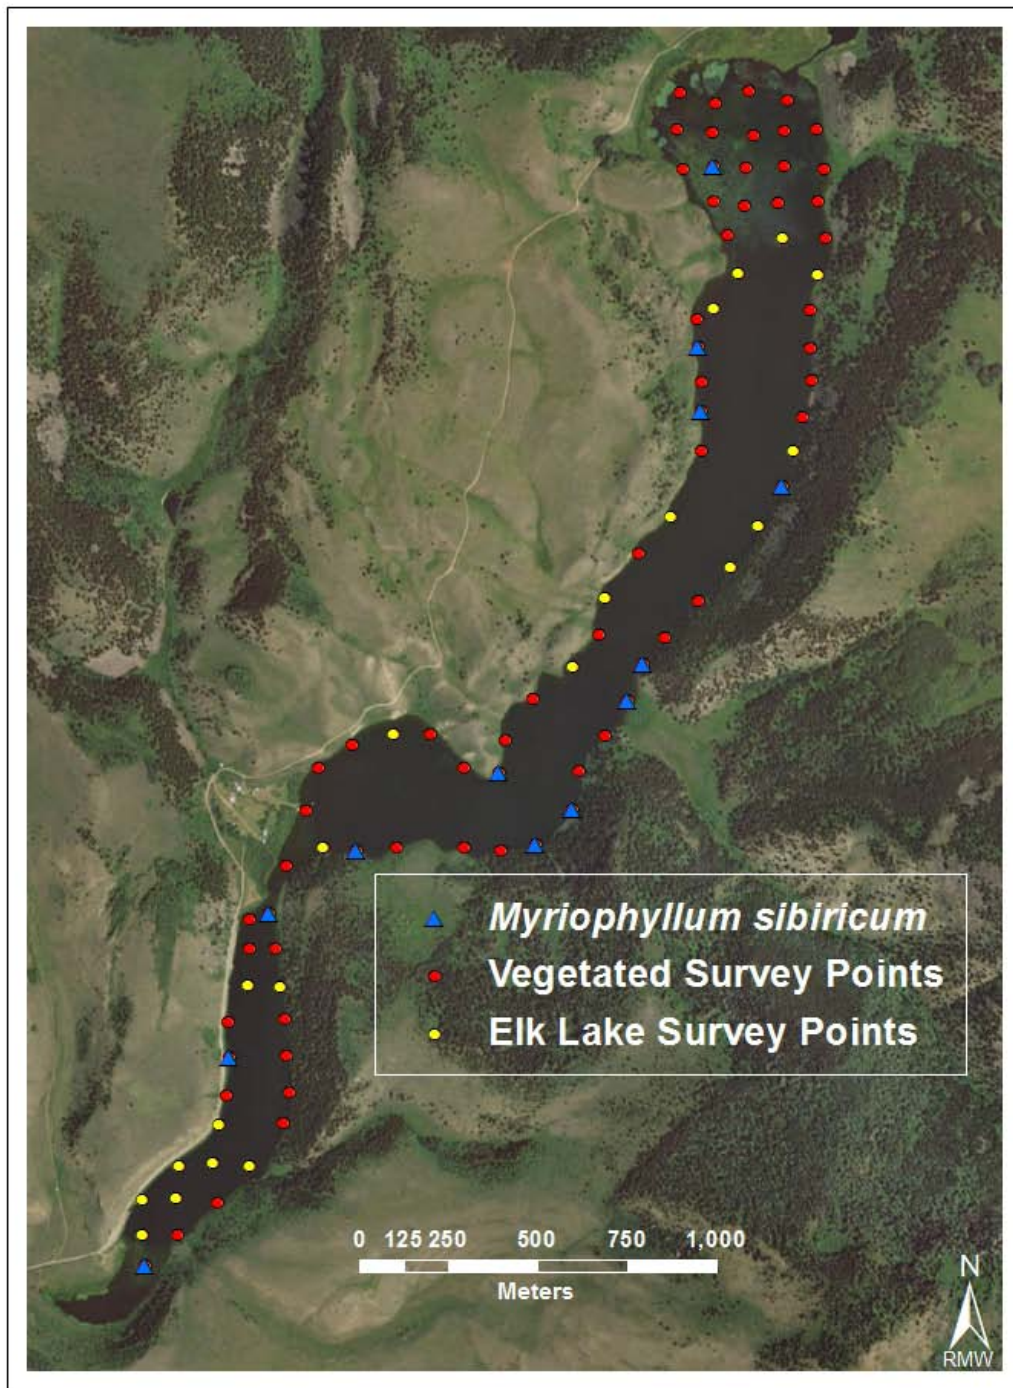 Myriophyllum sibiricum
Vegetated Survey Points
Elk Lake Survey Points
0 125 250 500 750 1,000
Meters
N
RMW